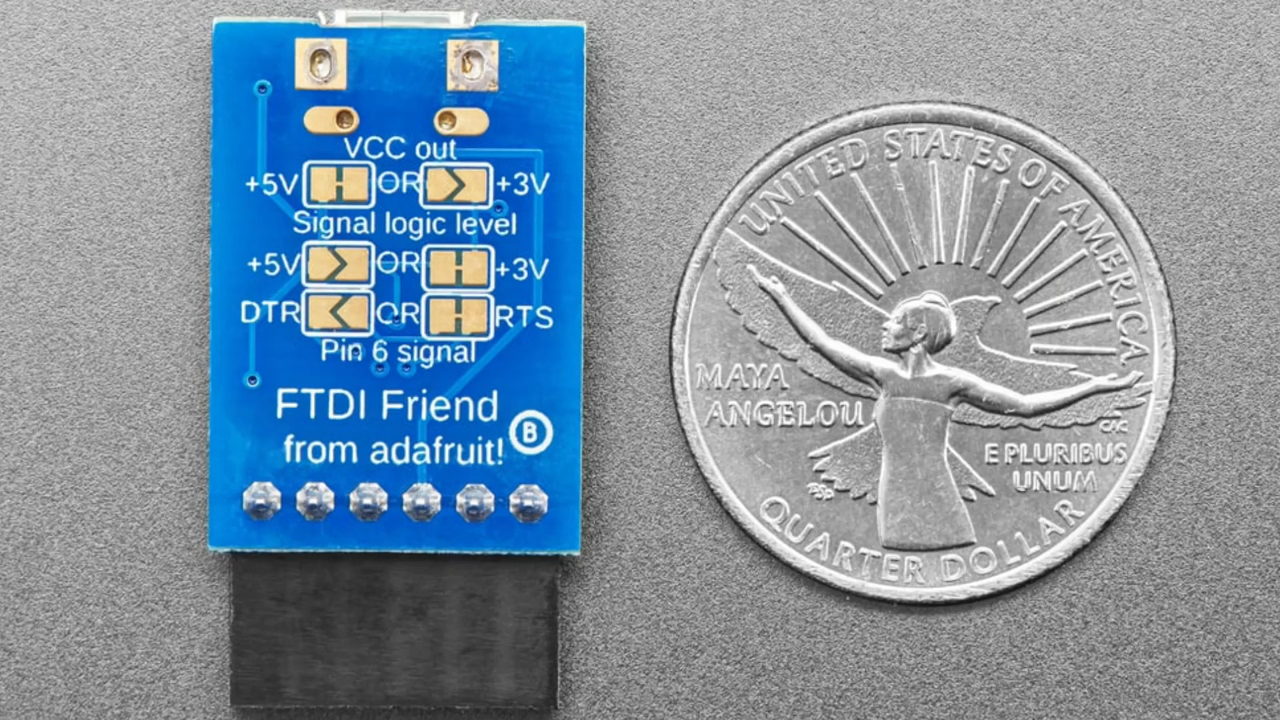 VCC out
+5V OR +3V
Signal logic level
+5V OR +3V
DTR OR RTS
Pin 6 signal
FTDI Friend
from adafruit!
B
UNITED STATES OF AMERICA
MAYA
ANGELOU
CAC
E PLURIBUS
UNUM
QUARTER DOLLAR